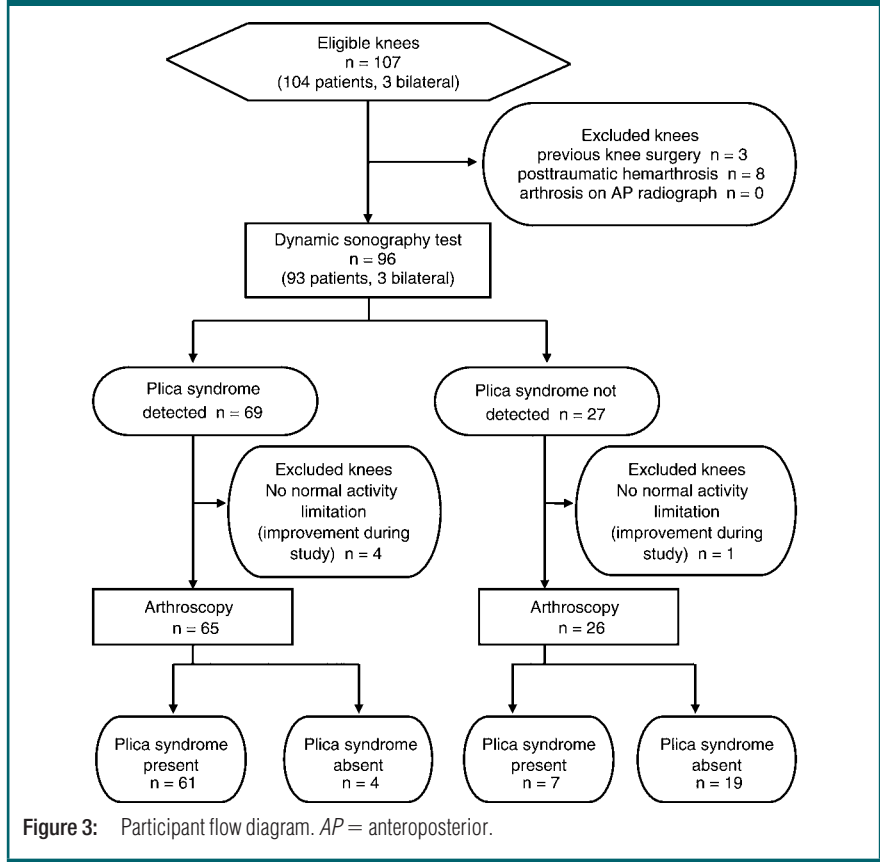 Eligible knees
n = 107
(104 patients, 3 bilateral)
Excluded knees
previous knee surgery n = 3
posttraumatic hemarthrosis n = 8
arthrosis on AP radiograph n = 0
Dynamic sonography test
n = 96
(93 patients, 3 bilateral)
Plica syndrome
detected n = 69
Plica syndrome not
detected n = 27
Excluded knees
No normal activity
limitation
(improvement during
study) n = 4
Excluded knees
No normal activity
limitation
(improvement during
study) n = 1
Arthroscopy
n = 65
Arthroscopy
n = 26
Plica syndrome
present
n = 61
Plica syndrome
absent
n = 4
Plica syndrome
present
n = 7
Plica syndrome
absent
n = 19
Figure 3: Participant flow diagram. AP = anteroposterior.